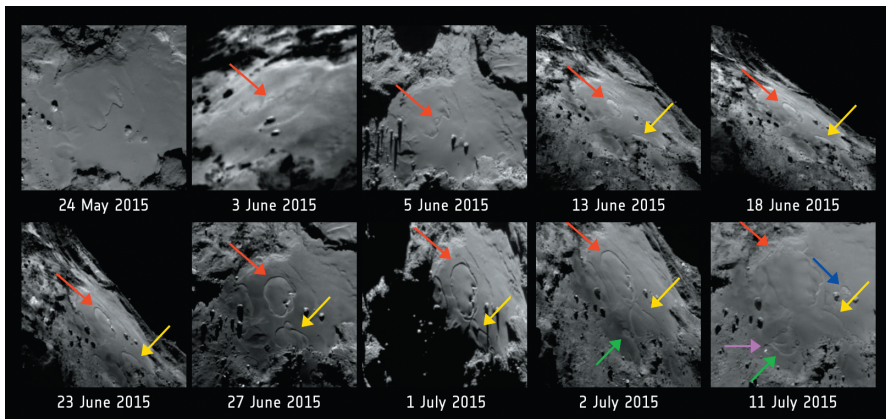 24 May 2015
3 June 2015
5 June 2015
13 June 2015
18 June 2015
23 June 2015
27 June 2015
1 July 2015
2 July 2015
11 July 2015